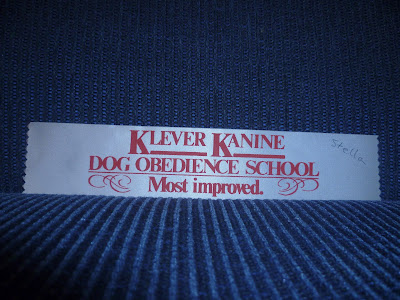 KLEVER KANINE
DOG OBEDIENCE SCHOOL
Most improved.
Stella